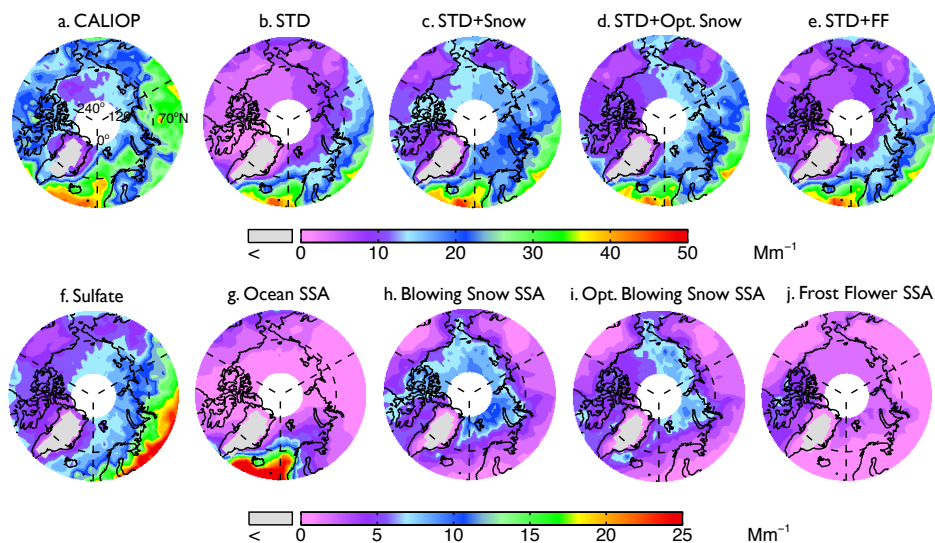 a. CALIOP
b. STD
c. STD+Snow
d. STD+Opt. Snow
e. STD+FF
240°
120°
70°N
0°
<
0
10
20
30
40
50
Mm⁻¹
f. Sulfate
g. Ocean SSA
h. Blowing Snow SSA
i. Opt. Blowing Snow SSA
j. Frost Flower SSA
<
0
5
10
15
20
25
Mm⁻¹